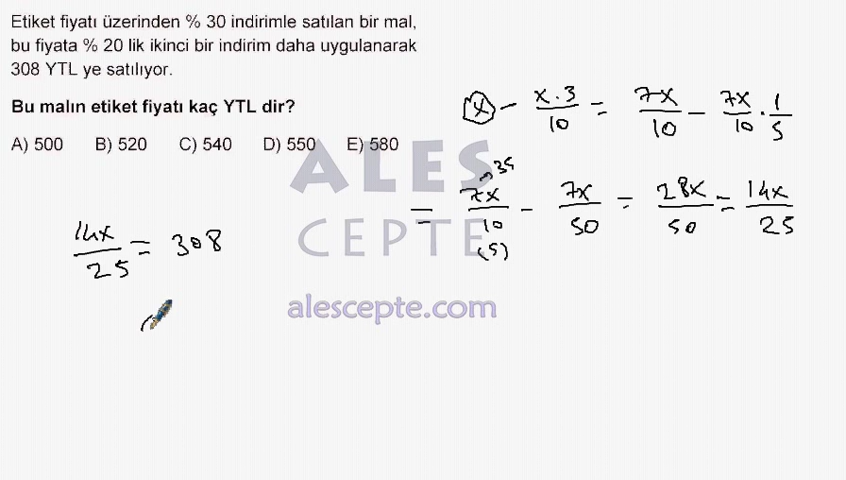 Etiket fiyatı üzerinden % 30 indirimle satılan bir mal,
bu fiyata % 20 lik ikinci bir indirim daha uygulanarak
308 YTL ye satılıyor.
Bu malın etiket fiyatı kaç YTL dir?
A) 500 B) 520 C) 540 D) 550 E) 580
x - x.3/10 = 7x/10 - 7x/10 . 1/5
= 7x/10 - 7x/50 = 28x/50 = 14x/25
35
(5)
14x/25 = 308
ALES
CEPTE
alescepte.com